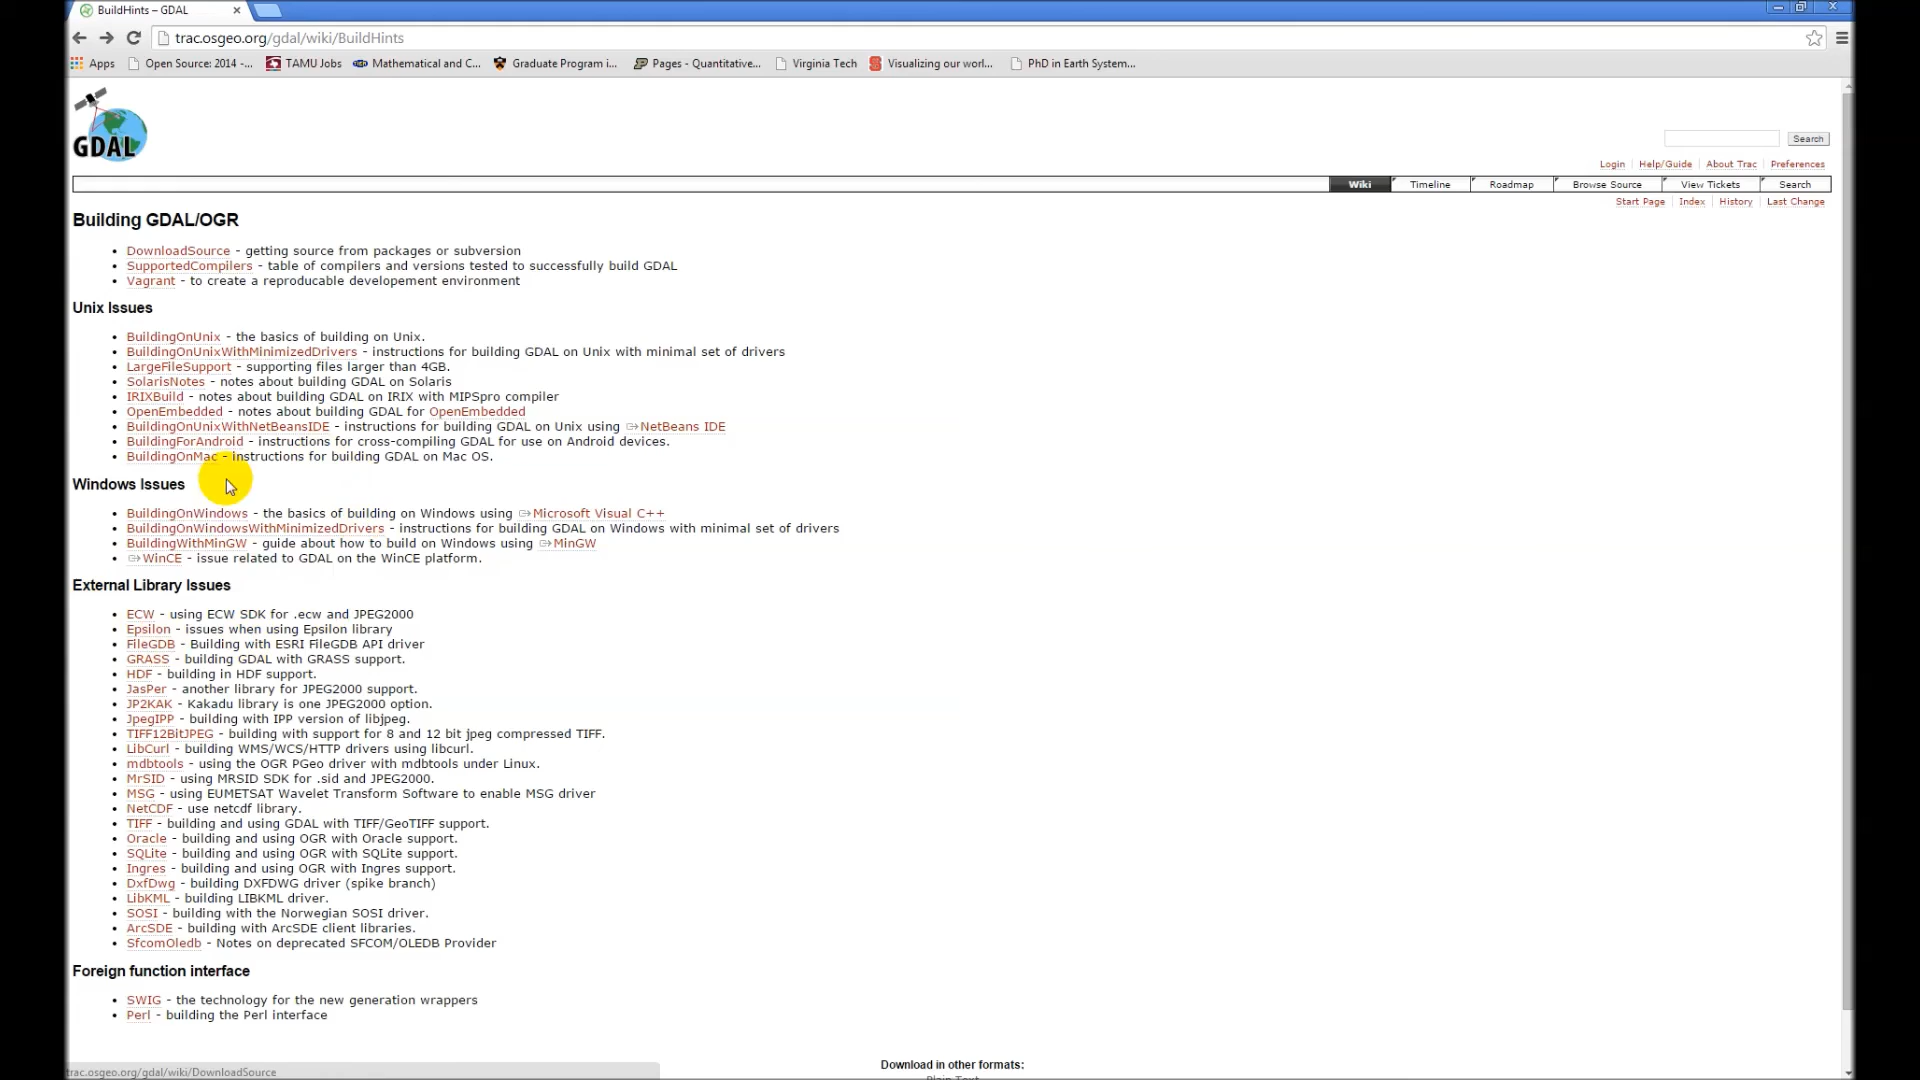 BuildHints – GDAL
trac.osgeo.org/gdal/wiki/BuildHints
Apps Open Source: 2014 -... TAMU Jobs Mathematical and C... Graduate Program i... Pages - Quantitative... Virginia Tech Visualizing our worl... PhD in Earth System...
GDAL
Search
Login Help/Guide About Trac Preferences
Wiki Timeline Roadmap Browse Source View Tickets Search
Start Page Index History Last Change
Building GDAL/OGR
• DownloadSource - getting source from packages or subversion
• SupportedCompilers - table of compilers and versions tested to successfully build GDAL
• Vagrant - to create a reproducable developement environment
Unix Issues
• BuildingOnUnix - the basics of building on Unix.
• BuildingOnUnixWithMinimizedDrivers - instructions for building GDAL on Unix with minimal set of drivers
• LargeFileSupport - supporting files larger than 4GB.
• SolarisNotes - notes about building GDAL on Solaris
• IRIXBuild - notes about building GDAL on IRIX with MIPSpro compiler
• OpenEmbedded - notes about building GDAL for OpenEmbedded
• BuildingOnUnixWithNetBeansIDE - instructions for building GDAL on Unix using NetBeans IDE
• BuildingForAndroid - instructions for cross-compiling GDAL for use on Android devices.
• BuildingOnMac - instructions for building GDAL on Mac OS.
Windows Issues
• BuildingOnWindows - the basics of building on Windows using Microsoft Visual C++
• BuildingOnWindowsWithMinimizedDrivers - instructions for building GDAL on Windows with minimal set of drivers
• BuildingWithMinGW - guide about how to build on Windows using MinGW
• WinCE - issue related to GDAL on the WinCE platform.
External Library Issues
• ECW - using ECW SDK for .ecw and JPEG2000
• Epsilon - issues when using Epsilon library
• FileGDB - Building with ESRI FileGDB API driver
• GRASS - building GDAL with GRASS support.
• HDF - building in HDF support.
• JasPer - another library for JPEG2000 support.
• JP2KAK - Kakadu library is one JPEG2000 option.
• JpegIPP - building with IPP version of libjpeg.
• TIFF12BitJPEG - building with support for 8 and 12 bit jpeg compressed TIFF.
• LibCurl - building WMS/WCS/HTTP drivers using libcurl.
• mdbtools - using the OGR PGeo driver with mdbtools under Linux.
• MrSID - using MRSID SDK for .sid and JPEG2000.
• MSG - using EUMETSAT Wavelet Transform Software to enable MSG driver
• NetCDF - use netcdf library.
• TIFF - building and using GDAL with TIFF/GeoTIFF support.
• Oracle - building and using OGR with Oracle support.
• SQLite - building and using OGR with SQLite support.
• Ingres - building and using OGR with Ingres support.
• DxfDwg - building DXFDWG driver (spike branch)
• LibKML - building LIBKML driver.
• SOSI - building with the Norwegian SOSI driver.
• ArcSDE - building with ArcSDE client libraries.
• SfcomOledb - Notes on deprecated SFCOM/OLEDB Provider
Foreign function interface
• SWIG - the technology for the new generation wrappers
• Perl - building the Perl interface
Download in other formats:
Plain Text
trac.osgeo.org/gdal/wiki/DownloadSource